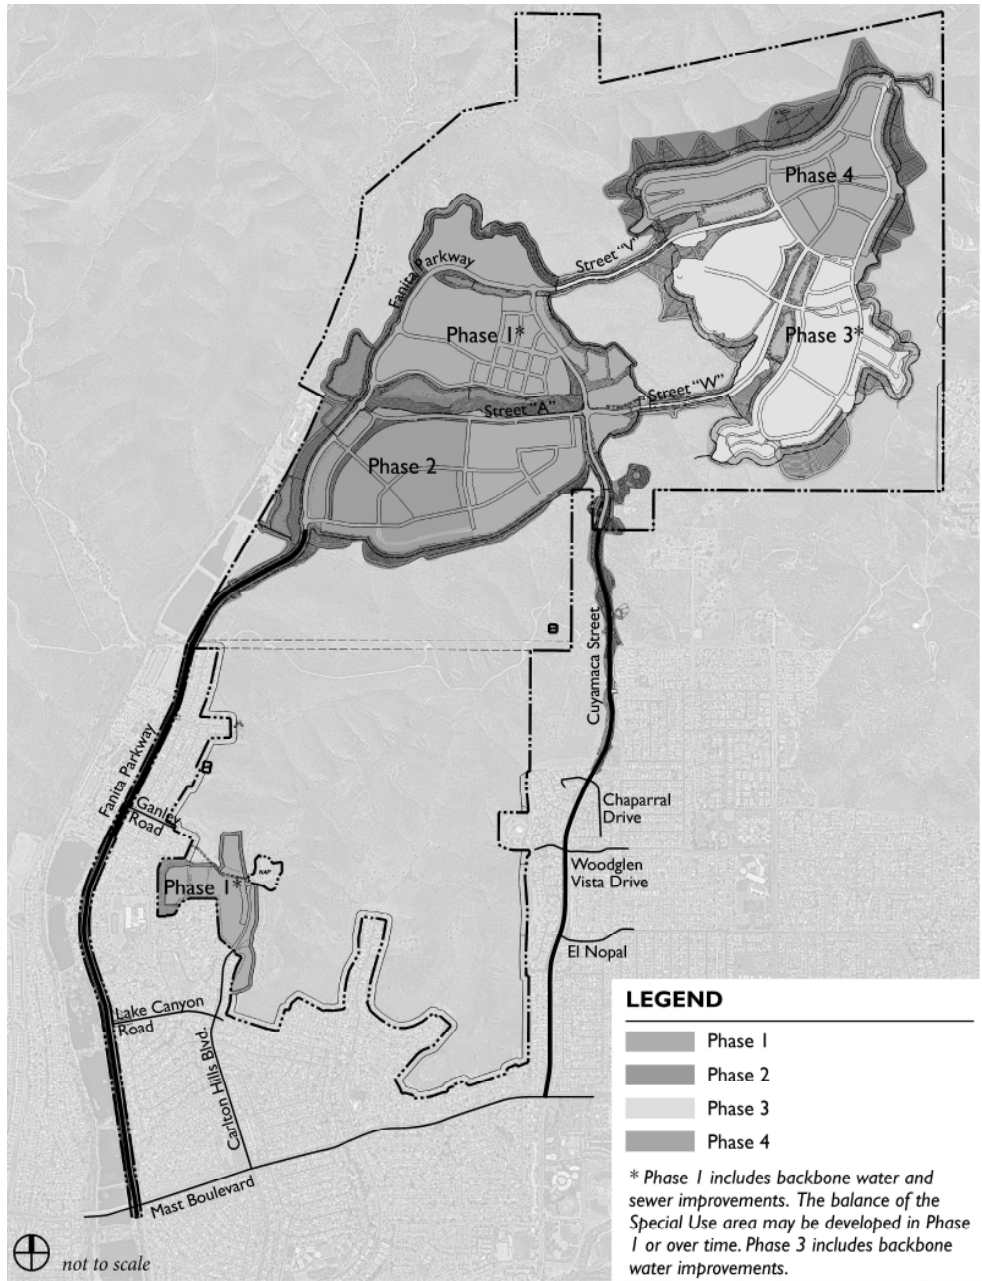 Phase 4
Street "V"
Fanita Parkway
Phase 1*
Phase 3*
Street "W"
Street "A"
Phase 2
Cuyamaca Street
Fanita Parkway
Ganley
Road
Chaparral
Drive
Woodglen
Vista Drive
NAP
Phase 1*
El Nopal
Lake Canyon
Road
Carlton Hills Blvd.
Mast Boulevard
LEGEND
Phase 1
Phase 2
Phase 3
Phase 4
* Phase 1 includes backbone water and
sewer improvements. The balance of the
Special Use area may be developed in Phase
1 or over time. Phase 3 includes backbone
water improvements.
not to scale